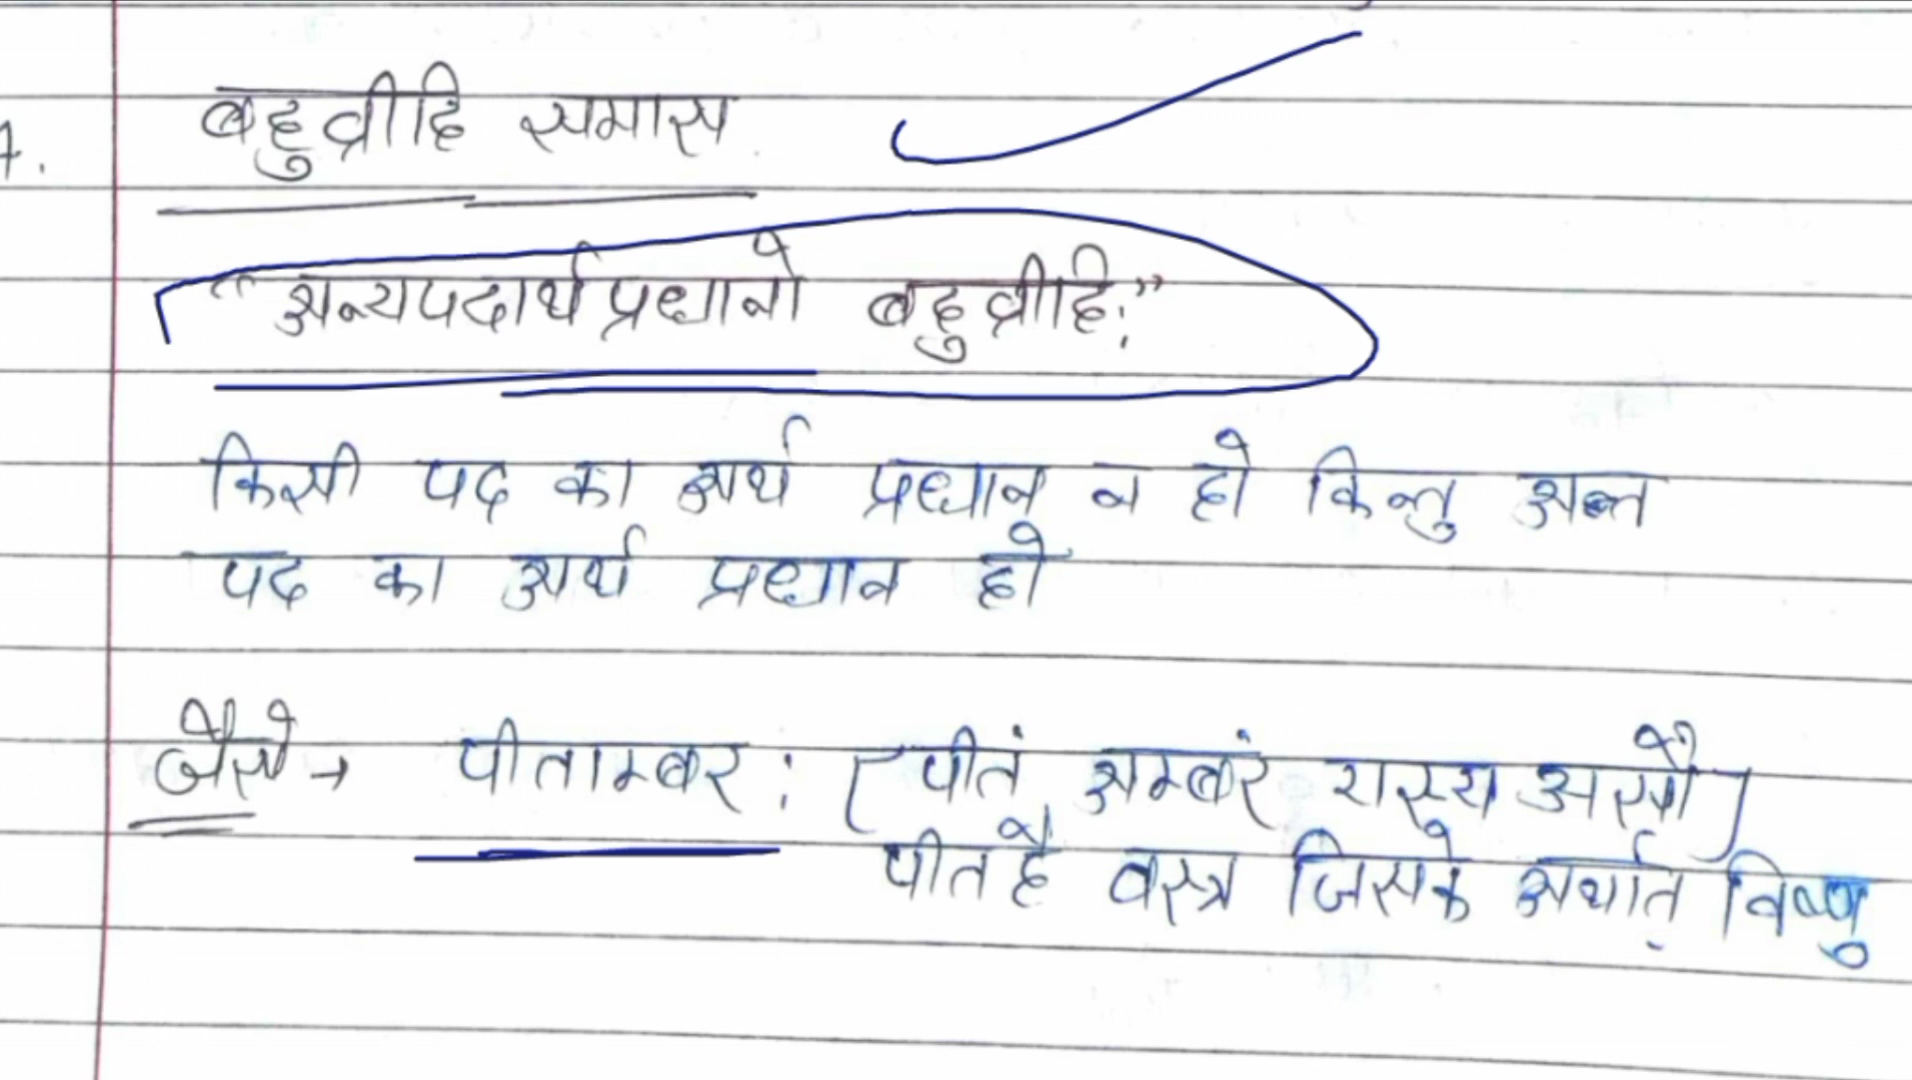 4. बहुव्रीहि समास
"अन्यपदार्थ प्रधानो बहुव्रीहि:"
किसी पद का अर्थ प्रधान न हो किन्तु अन्त
पद का अर्थ प्रधान हो
जैसे → पीताम्बर: (पीतं अम्बरं यस्य असौ)
पीत है वस्त्र जिसके अर्थात् विष्णु